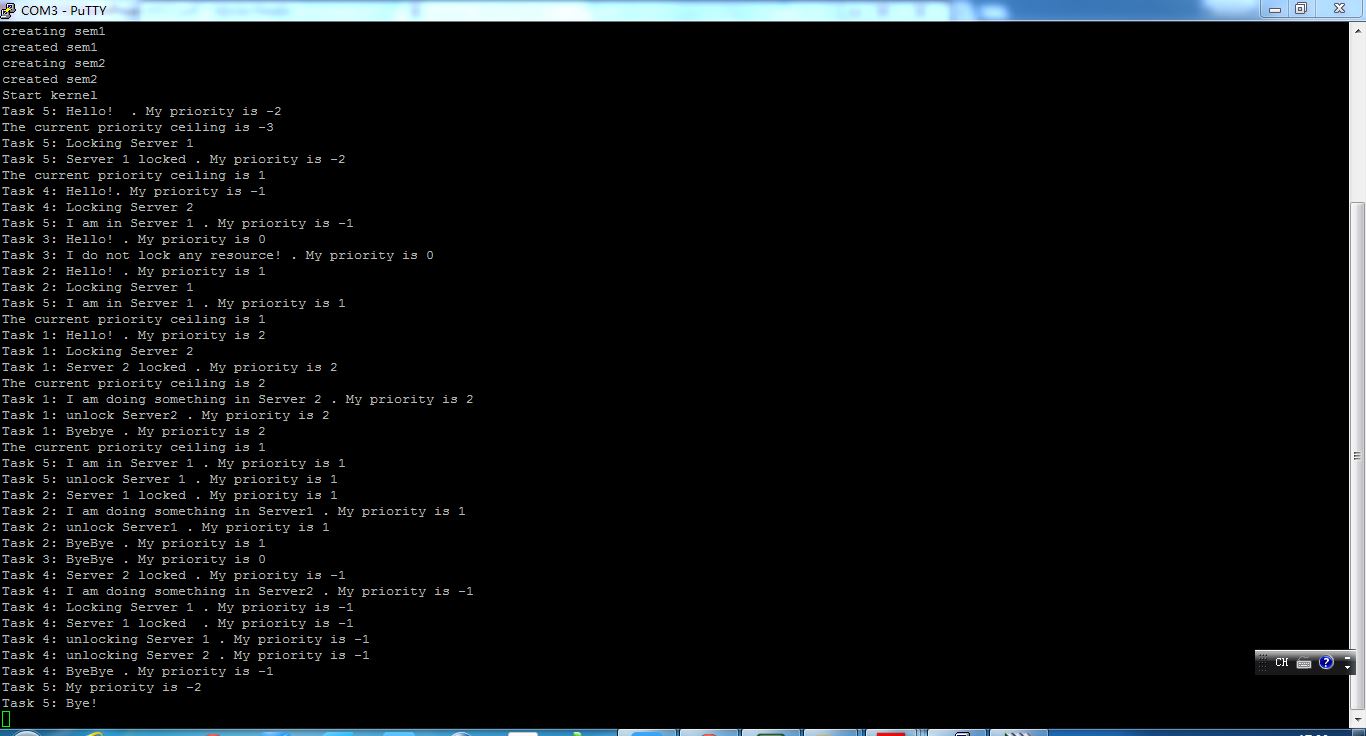 COM3 - PuTTY
creating sem1
created sem1
creating sem2
created sem2
Start kernel
Task 5: Hello!  . My priority is -2
The current priority ceiling is -3
Task 5: Locking Server 1
Task 5: Server 1 locked . My priority is -2
The current priority ceiling is 1
Task 4: Hello!. My priority is -1
Task 4: Locking Server 2
Task 5: I am in Server 1 . My priority is -1
Task 3: Hello! . My priority is 0
Task 3: I do not lock any resource! . My priority is 0
Task 2: Hello! . My priority is 1
Task 2: Locking Server 1
Task 5: I am in Server 1 . My priority is 1
The current priority ceiling is 1
Task 1: Hello! . My priority is 2
Task 1: Locking Server 2
Task 1: Server 2 locked . My priority is 2
The current priority ceiling is 2
Task 1: I am doing something in Server 2 . My priority is 2
Task 1: unlock Server2 . My priority is 2
Task 1: Byebye . My priority is 2
The current priority ceiling is 1
Task 5: I am in Server 1 . My priority is 1
Task 5: unlock Server 1 . My priority is 1
Task 2: Server 1 locked . My priority is 1
Task 2: I am doing something in Server1 . My priority is 1
Task 2: unlock Server1 . My priority is 1
Task 2: ByeBye . My priority is 1
Task 3: ByeBye . My priority is 0
Task 4: Server 2 locked . My priority is -1
Task 4: I am doing something in Server2 . My priority is -1
Task 4: Locking Server 1 . My priority is -1
Task 4: Server 1 locked  . My priority is -1
Task 4: unlocking Server 1 . My priority is -1
Task 4: unlocking Server 2 . My priority is -1
Task 4: ByeBye . My priority is -1
Task 5: My priority is -2
Task 5: Bye!
CH